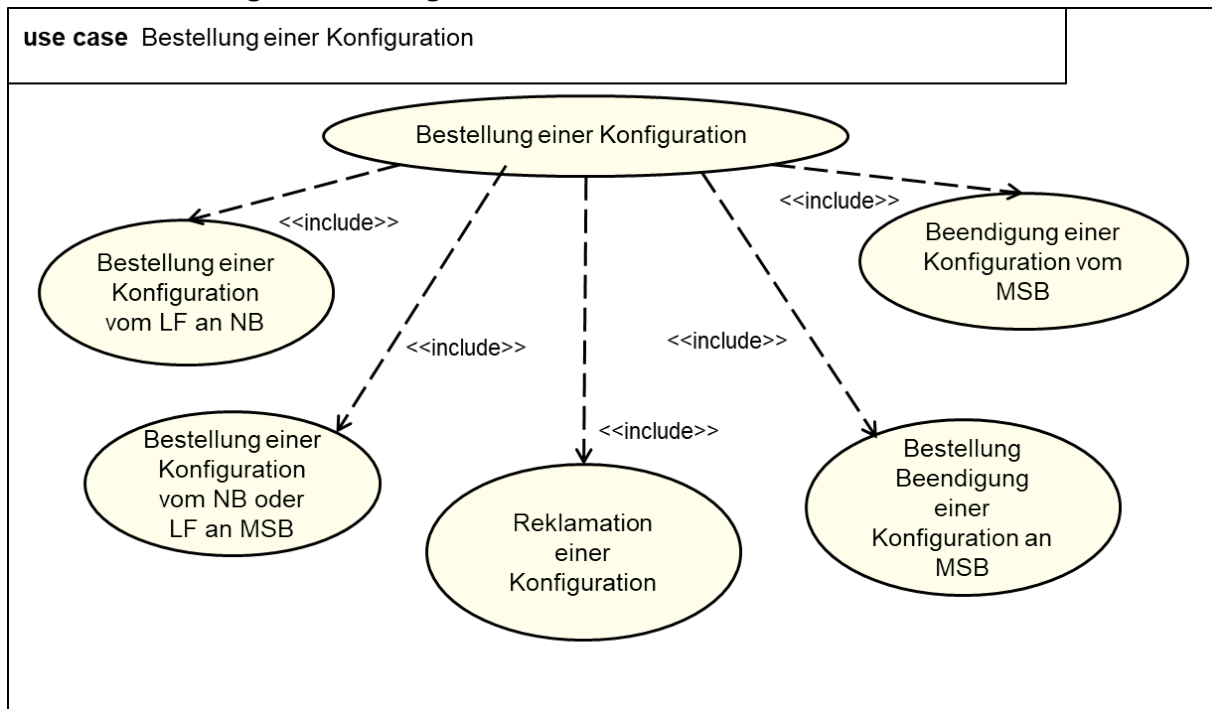 use case Bestellung einer Konfiguration
Bestellung einer Konfiguration
<<include>>
<<include>>
Bestellung einer
Konfiguration
vom LF an NB
Beendigung einer
Konfiguration vom
MSB
<<include>>
<<include>>
<<include>>
Bestellung einer
Konfiguration
vom NB oder
LF an MSB
Reklamation
einer
Konfiguration
Bestellung
Beendigung
einer
Konfiguration an
MSB